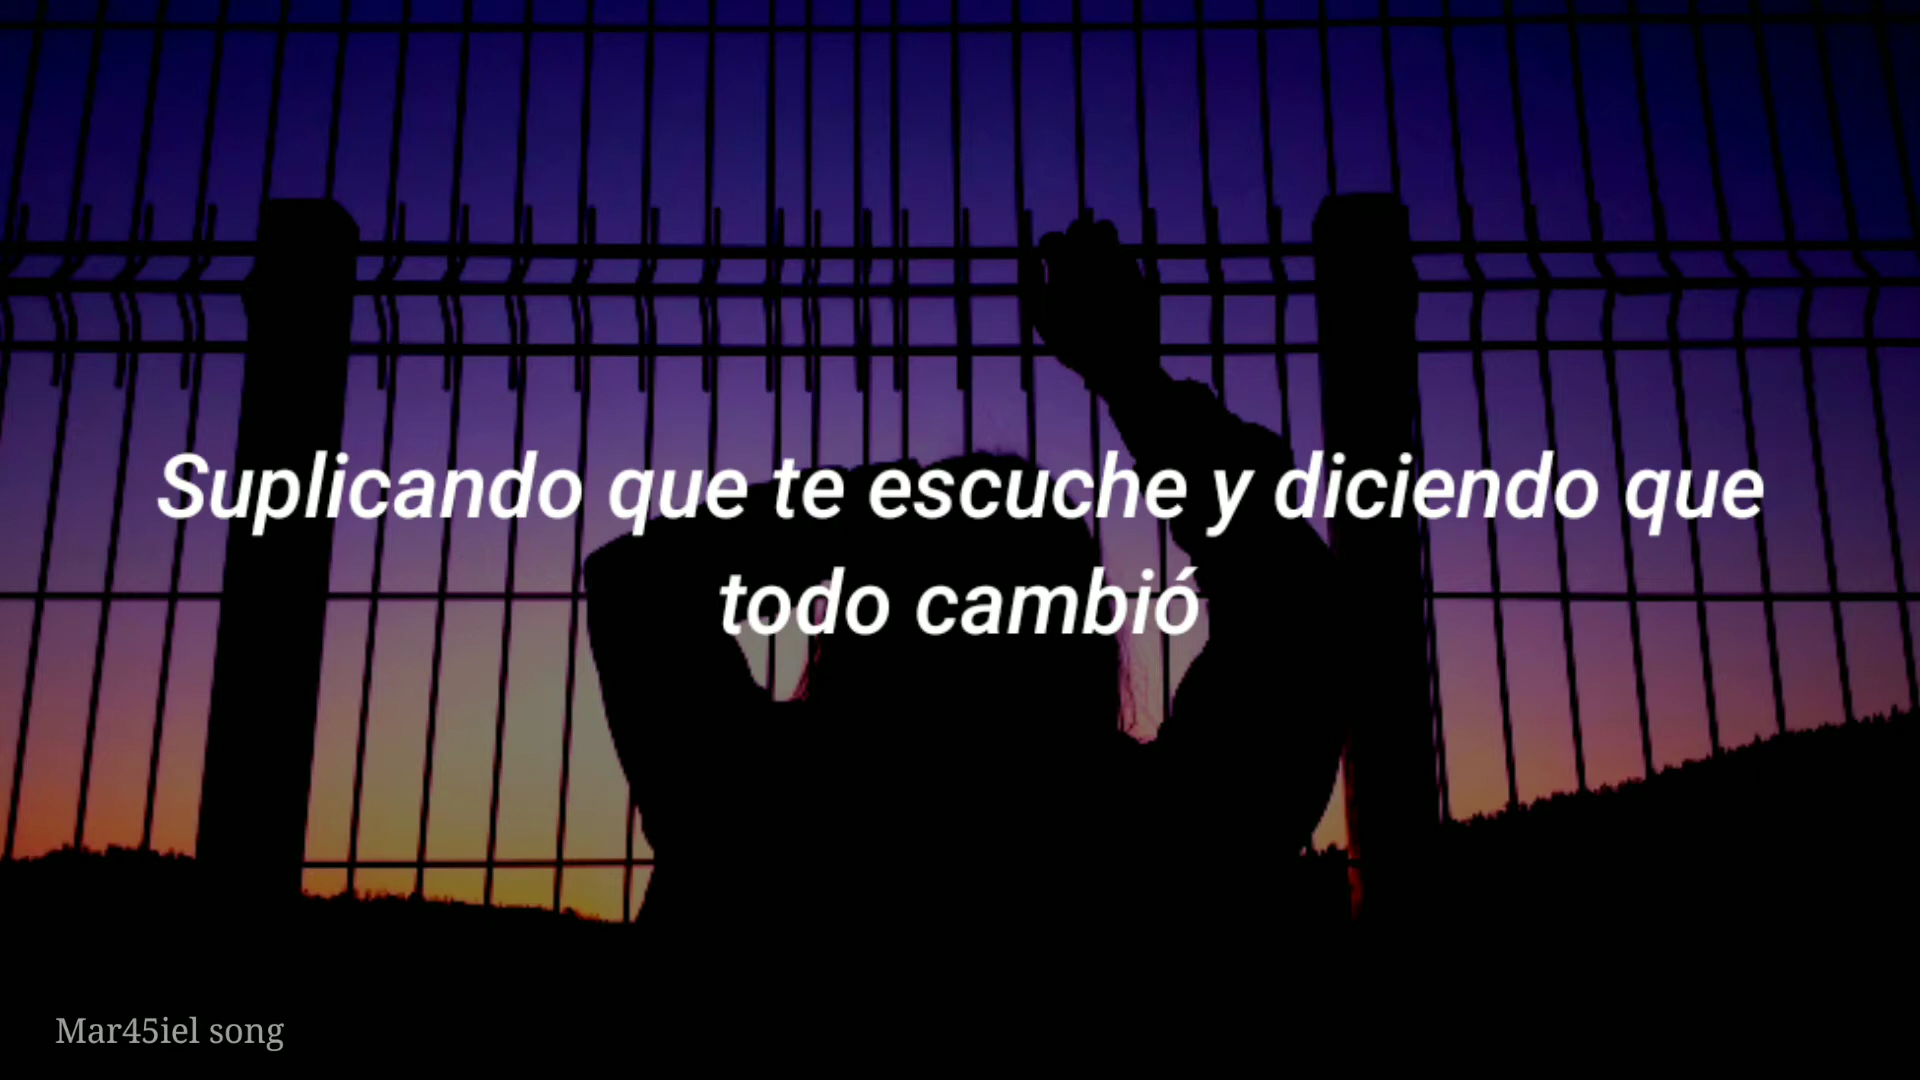 Suplicando que te escuche y diciendo que
todo cambió
Mar45iel song